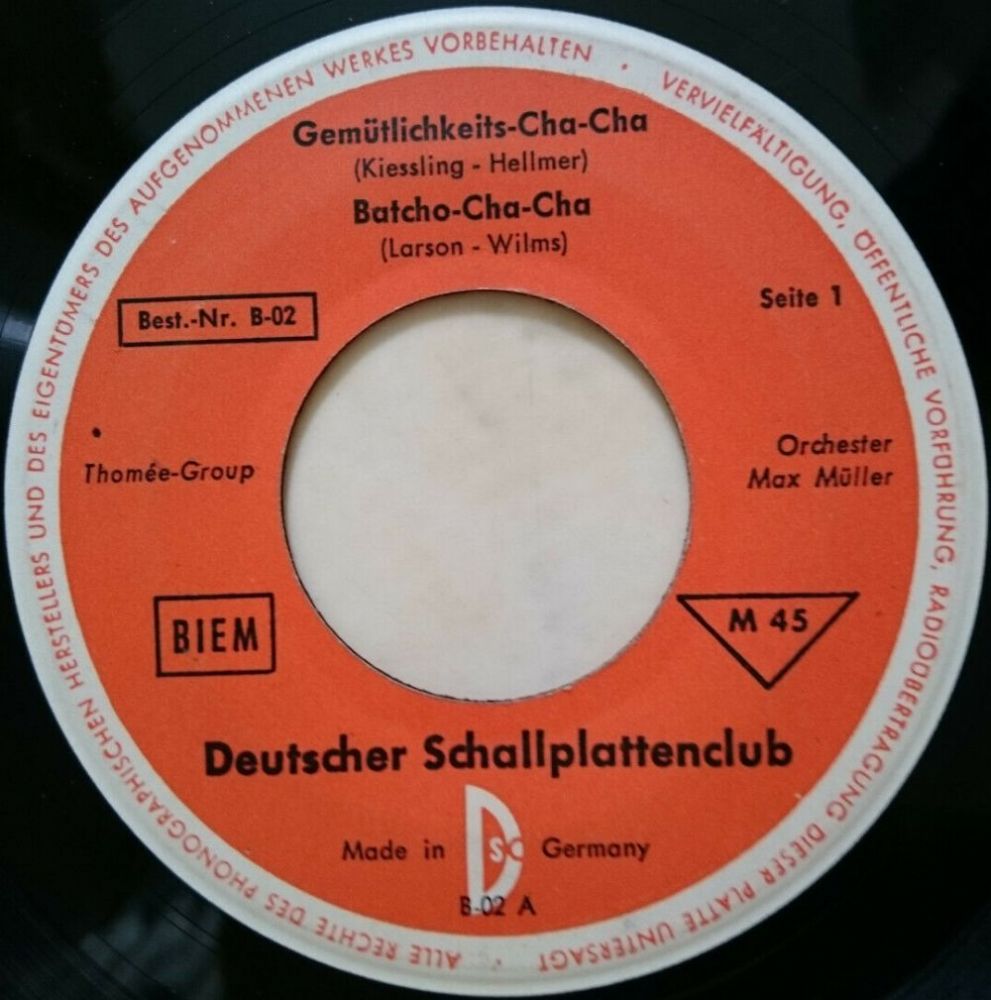 ALLE RECHTE DES PHONOGRAPHISCHEN HERSTELLERS UND DES EIGENTÜMERS DES AUFGENOMMENEN WERKES VORBEHALTEN · VERVIELFÄLTIGUNG, ÖFFENTLICHE VORFÜHRUNG, RADIOÜBERTRAGUNG DIESER PLATTE UNTERSAGT ·
Gemütlichkeits-Cha-Cha
(Kiessling - Hellmer)
Batcho-Cha-Cha
(Larson - Wilms)
Best.-Nr. B-02
Seite 1
Thomée-Group
Orchester
Max Müller
BIEM
M 45
Deutscher Schallplattenclub
Made in DSC Germany
B-02 A